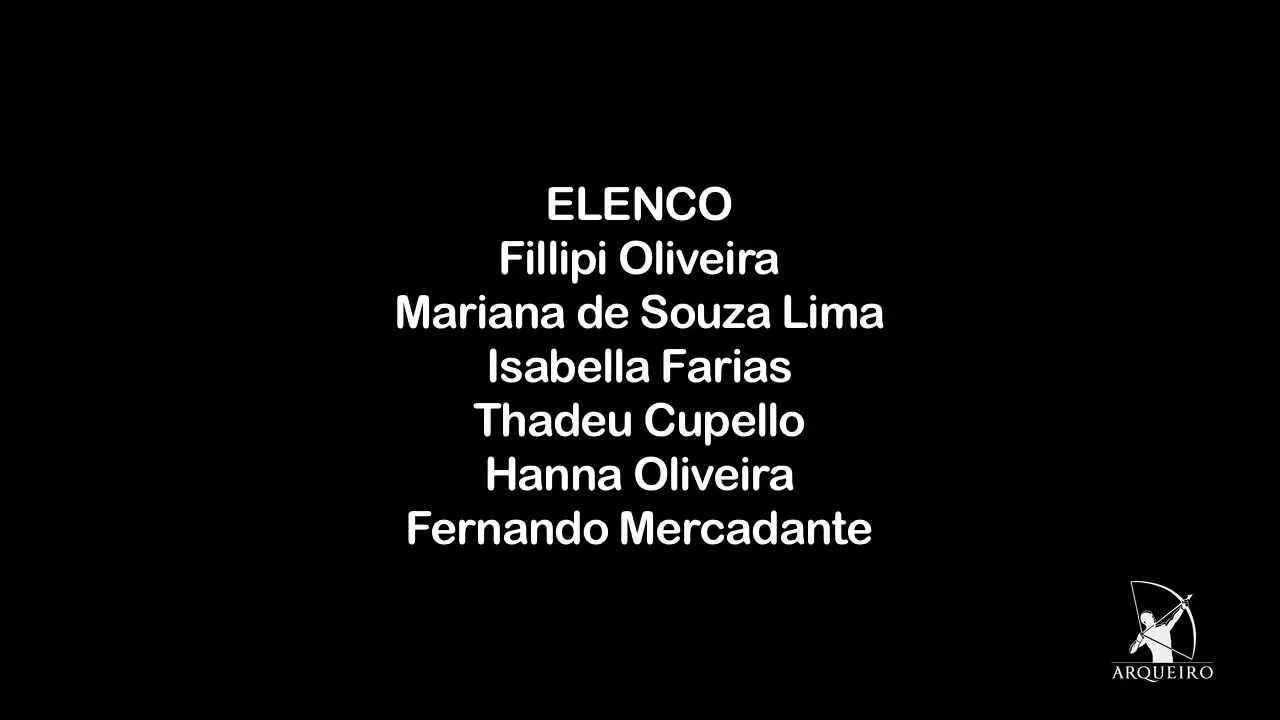 ELENCO
Fillipi Oliveira
Mariana de Souza Lima
Isabella Farias
Thadeu Cupello
Hanna Oliveira
Fernando Mercadante
ARQUEIRO